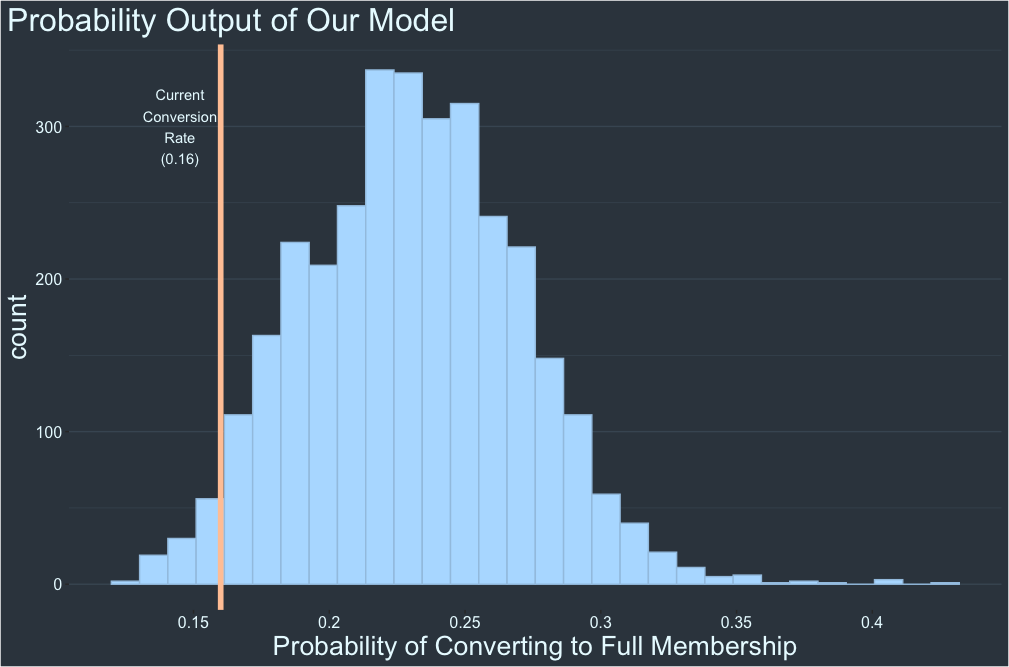 Probability Output of Our Model
Current
Conversion
Rate
(0.16)
300
200
100
0
count
0.15 0.2 0.25 0.3 0.35 0.4
Probability of Converting to Full Membership